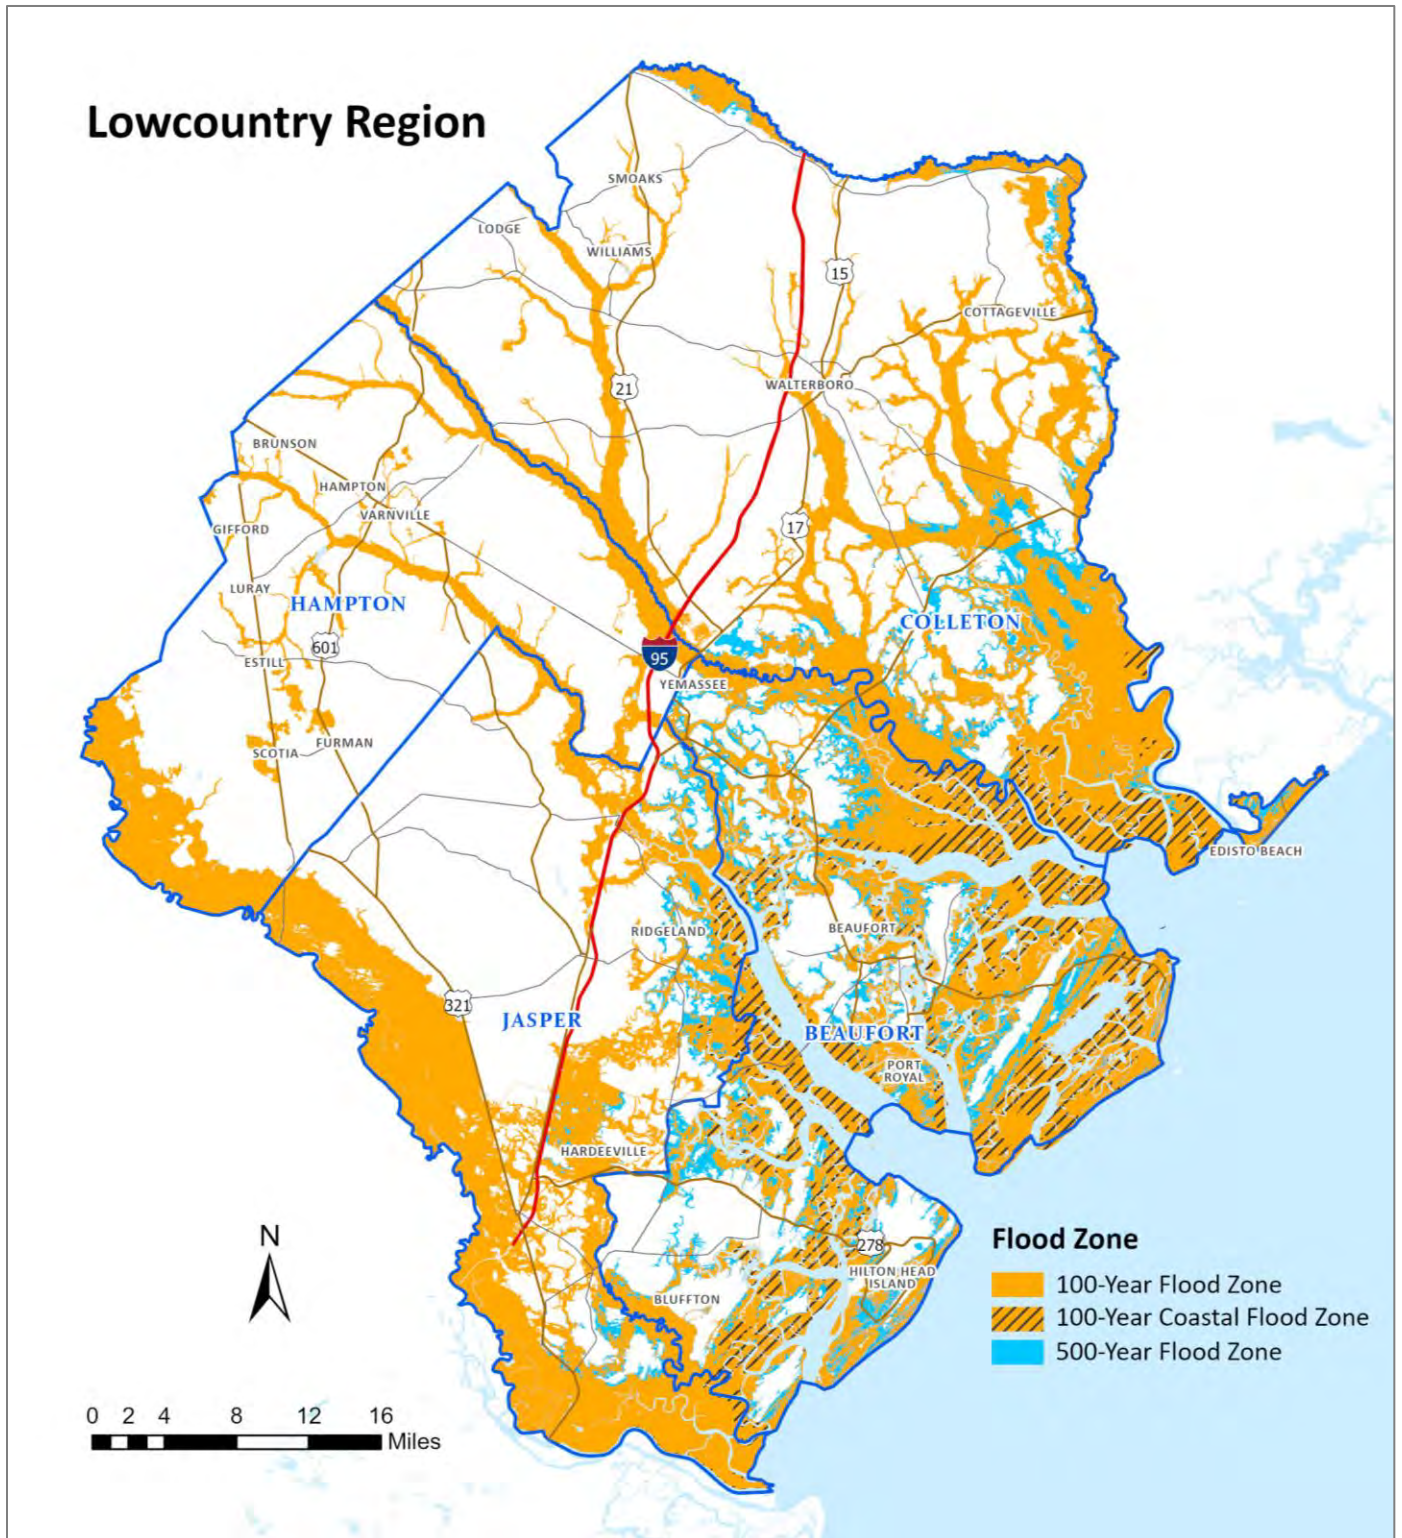 Lowcountry Region
SMOAKS
LODGE
WILLIAMS
15
COTTAGEVILLE
21
WALTERBORO
BRUNSON
HAMPTON
VARNVILLE
17
GIFFORD
LURAY
HAMPTON
COLLETON
601
95
ESTILL
YEMASSEE
SCOTIA
FURMAN
EDISTO BEACH
RIDGELAND
BEAUFORT
321
JASPER
BEAUFORT
PORT
ROYAL
HARDEEVILLE
278
HILTON HEAD
ISLAND
BLUFFTON
N
0 2 4 8 12 16
Miles
Flood Zone
100-Year Flood Zone
100-Year Coastal Flood Zone
500-Year Flood Zone